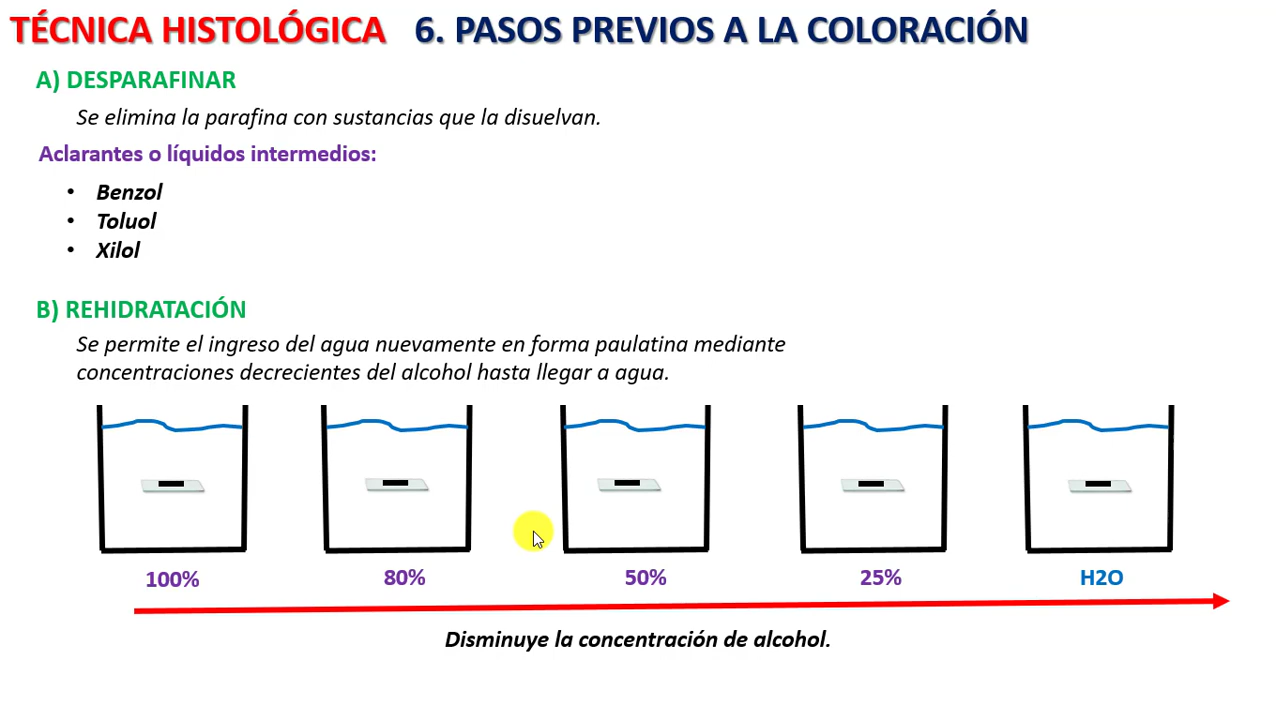 TÉCNICA HISTOLÓGICA 6. PASOS PREVIOS A LA COLORACIÓN
A) DESPARAFINAR
Se elimina la parafina con sustancias que la disuelvan.
Aclarantes o líquidos intermedios:
• Benzol
• Toluol
• Xilol
B) REHIDRATACIÓN
Se permite el ingreso del agua nuevamente en forma paulatina mediante
concentraciones decrecientes del alcohol hasta llegar a agua.
100% 80% 50% 25% H2O
Disminuye la concentración de alcohol.